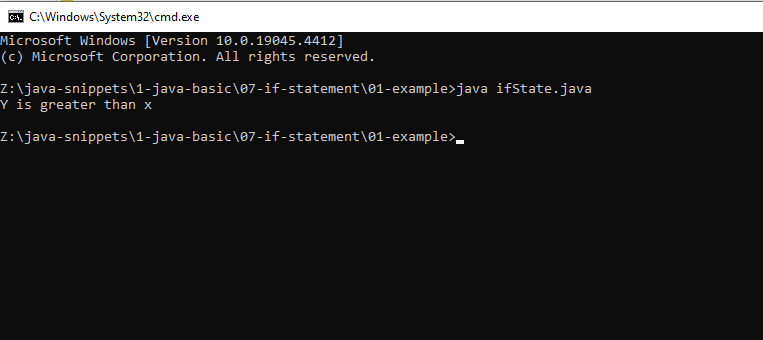 C:\Windows\System32\cmd.exe
Microsoft Windows [Version 10.0.19045.4412]
(c) Microsoft Corporation. All rights reserved.
Z:\java-snippets\1-java-basic\07-if-statement\01-example>java ifState.java
Y is greater than x
Z:\java-snippets\1-java-basic\07-if-statement\01-example>